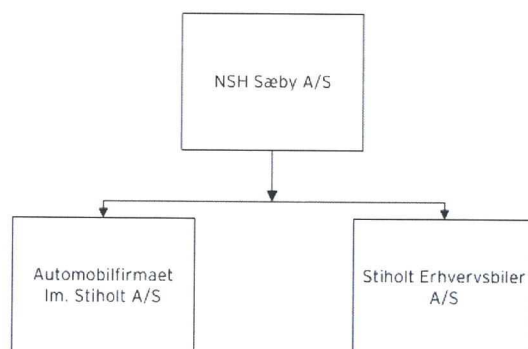 NSH Sæby A/S
Automobilfirmaet
Im. Stiholt A/S
Stiholt Erhvervsbiler
A/S